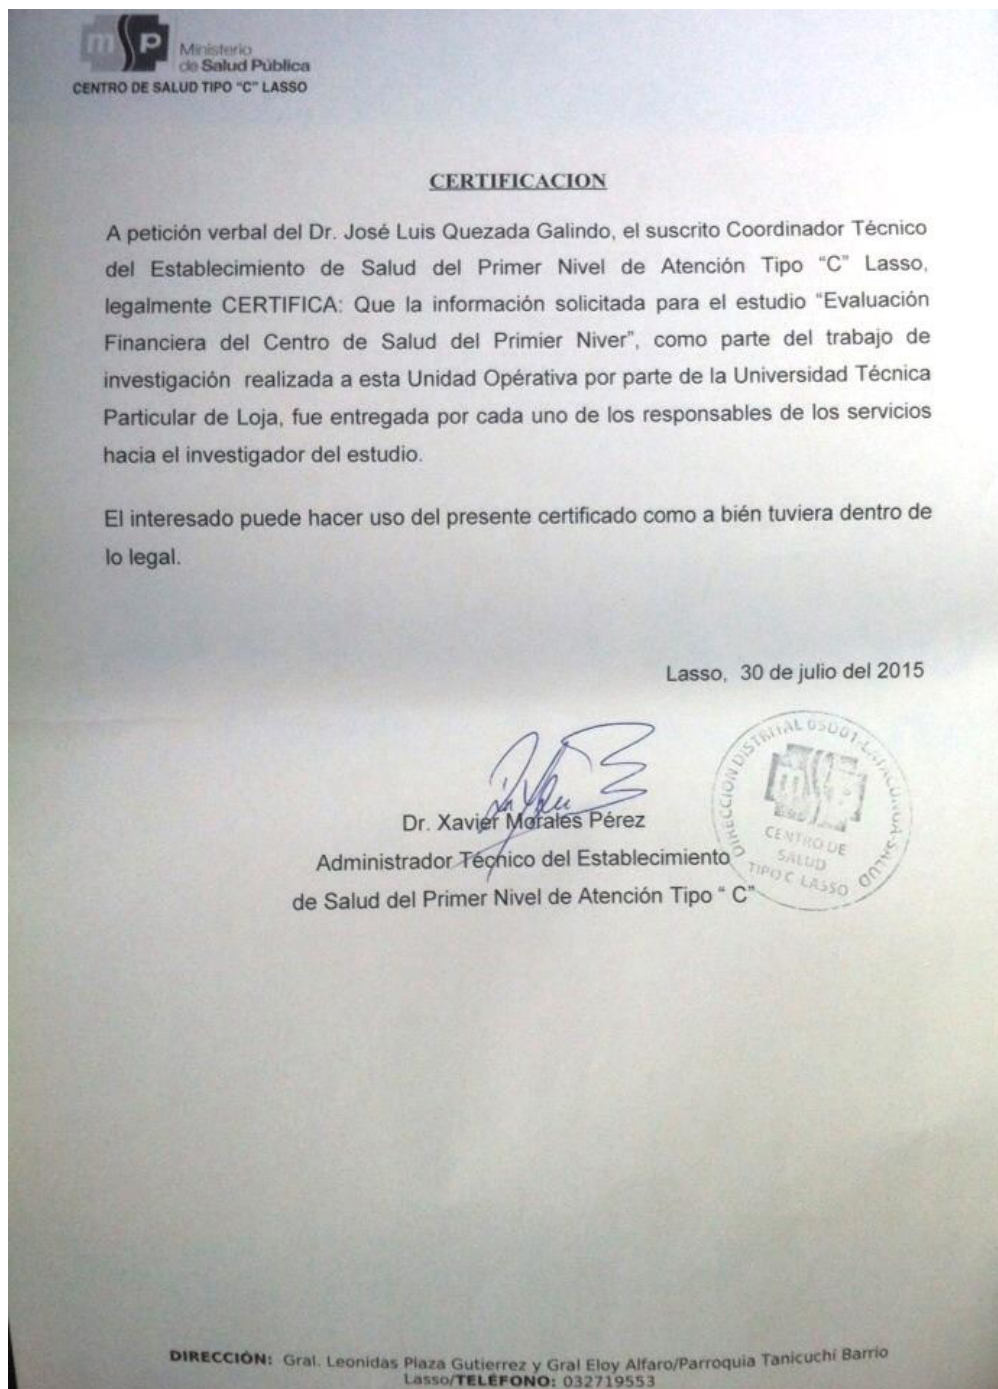 msp
Ministerio
de Salud Pública
CENTRO DE SALUD TIPO "C" LASSO
CERTIFICACION
A petición verbal del Dr. José Luis Quezada Galindo, el suscrito Coordinador Técnico
del Establecimiento de Salud del Primer Nivel de Atención Tipo “C” Lasso,
legalmente CERTIFICA: Que la información solicitada para el estudio “Evaluación
Financiera del Centro de Salud del Primier Niver”, como parte del trabajo de
investigación realizada a esta Unidad Opérativa por parte de la Universidad Técnica
Particular de Loja, fue entregada por cada uno de los responsables de los servicios
hacia el investigador del estudio.
El interesado puede hacer uso del presente certificado como a bién tuviera dentro de
lo legal.
Lasso, 30 de julio del 2015
Dr. Xavier Morales Pérez
Administrador Técnico del Establecimiento
de Salud del Primer Nivel de Atención Tipo “ C”
DIRECCION DISTRITAL 05D01-LATACUNGA-SALUD
CENTRO DE
SALUD
TIPO C LASSO
DIRECCIÓN: Gral. Leonidas Plaza Gutierrez y Gral Eloy Alfaro/Parroquia Tanicuchí Barrio
Lasso/TELÉFONO: 032719553